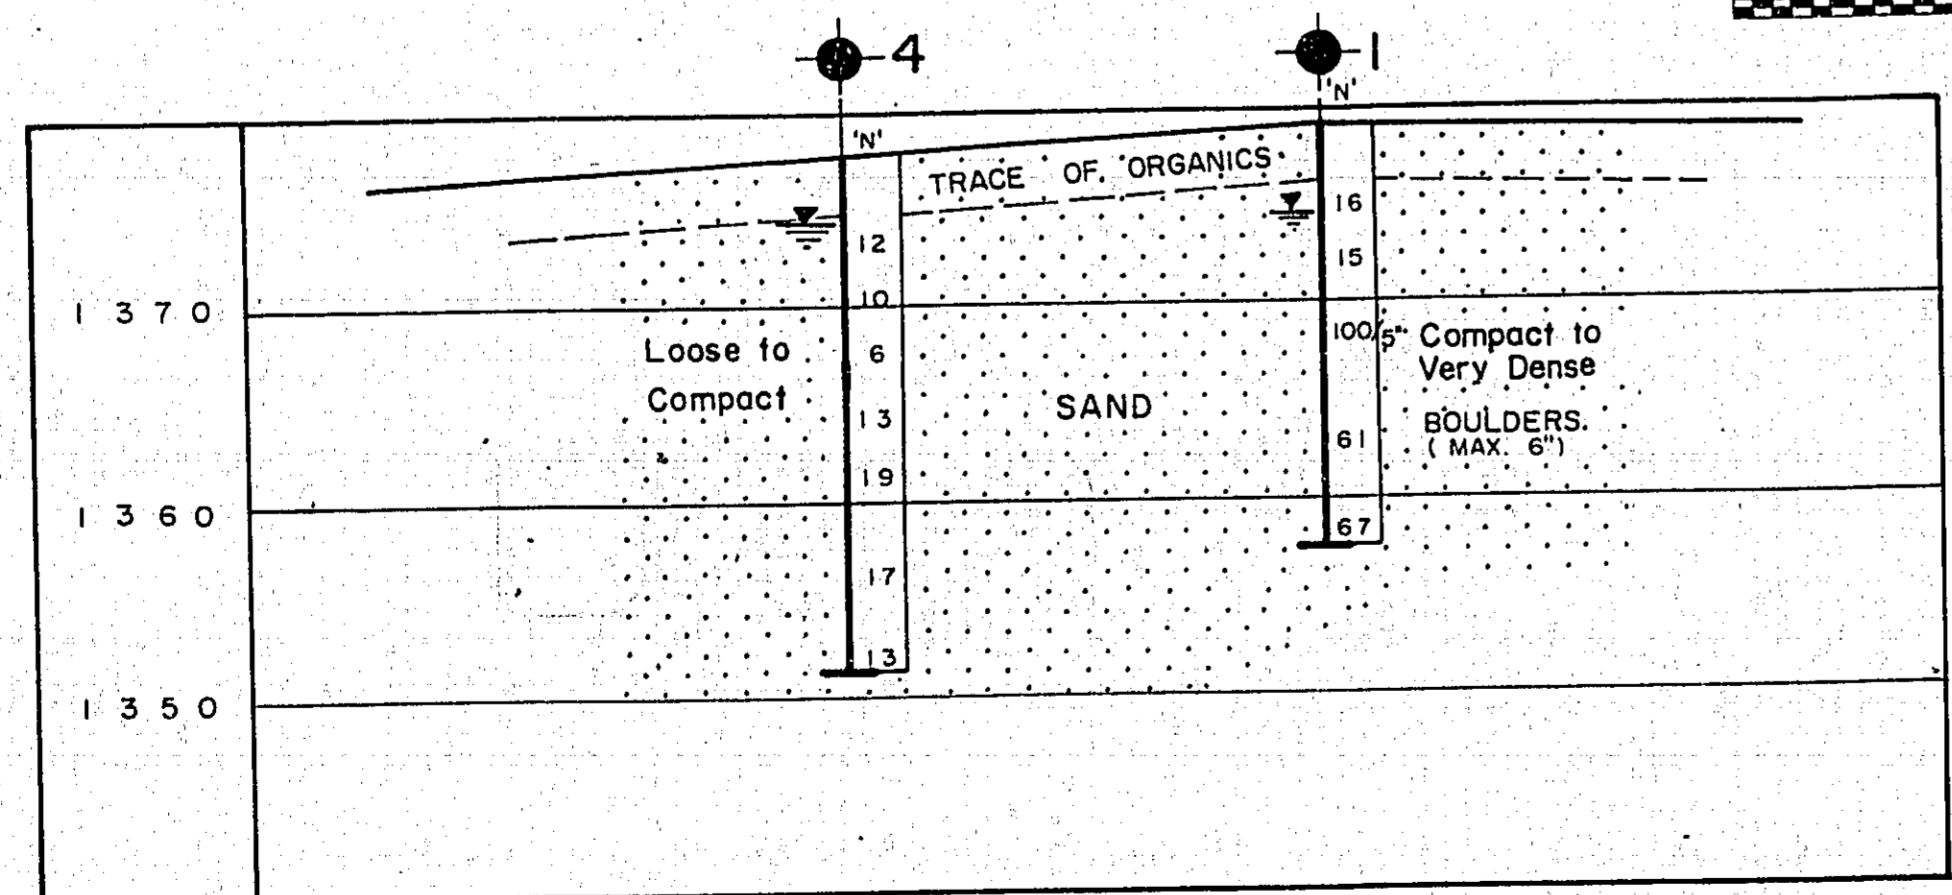 4
1
'N'
'N'
TRACE OF ORGANICS
16
12
15
10
1370
100/5"
Compact to
Very Dense
Loose to
Compact
6
SAND
13
BOULDERS.
(MAX. 6")
61
19
1360
67
17
13
1350